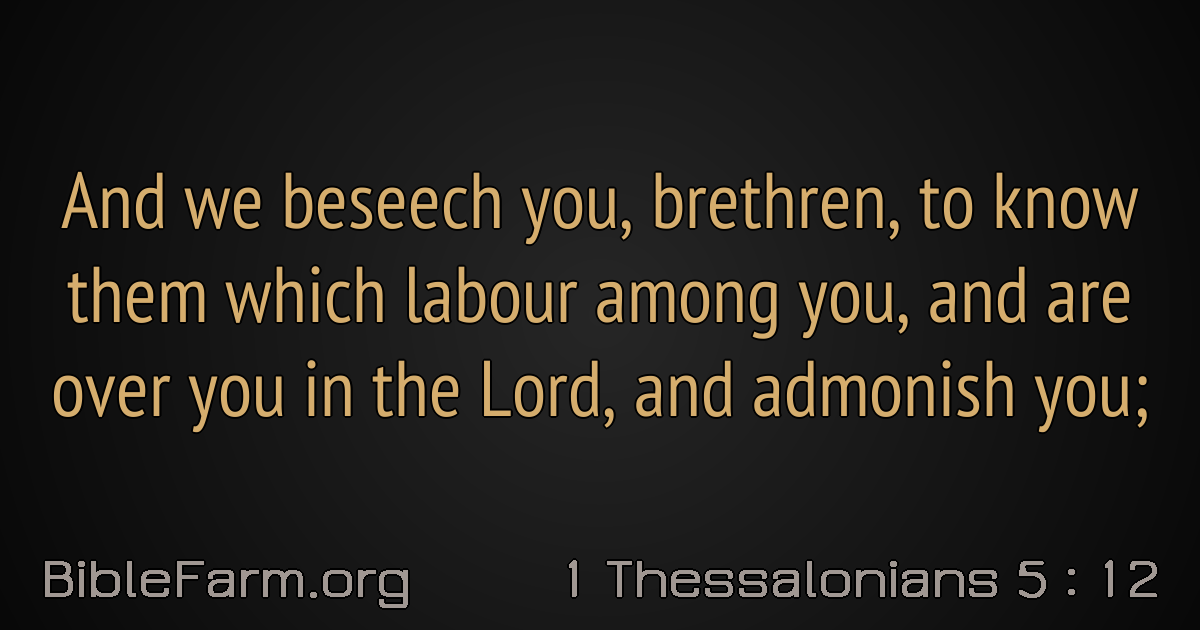 And we beseech you, brethren, to know
them which labour among you, and are
over you in the Lord, and admonish you;
BibleFarm.org
1 Thessalonians 5 : 12